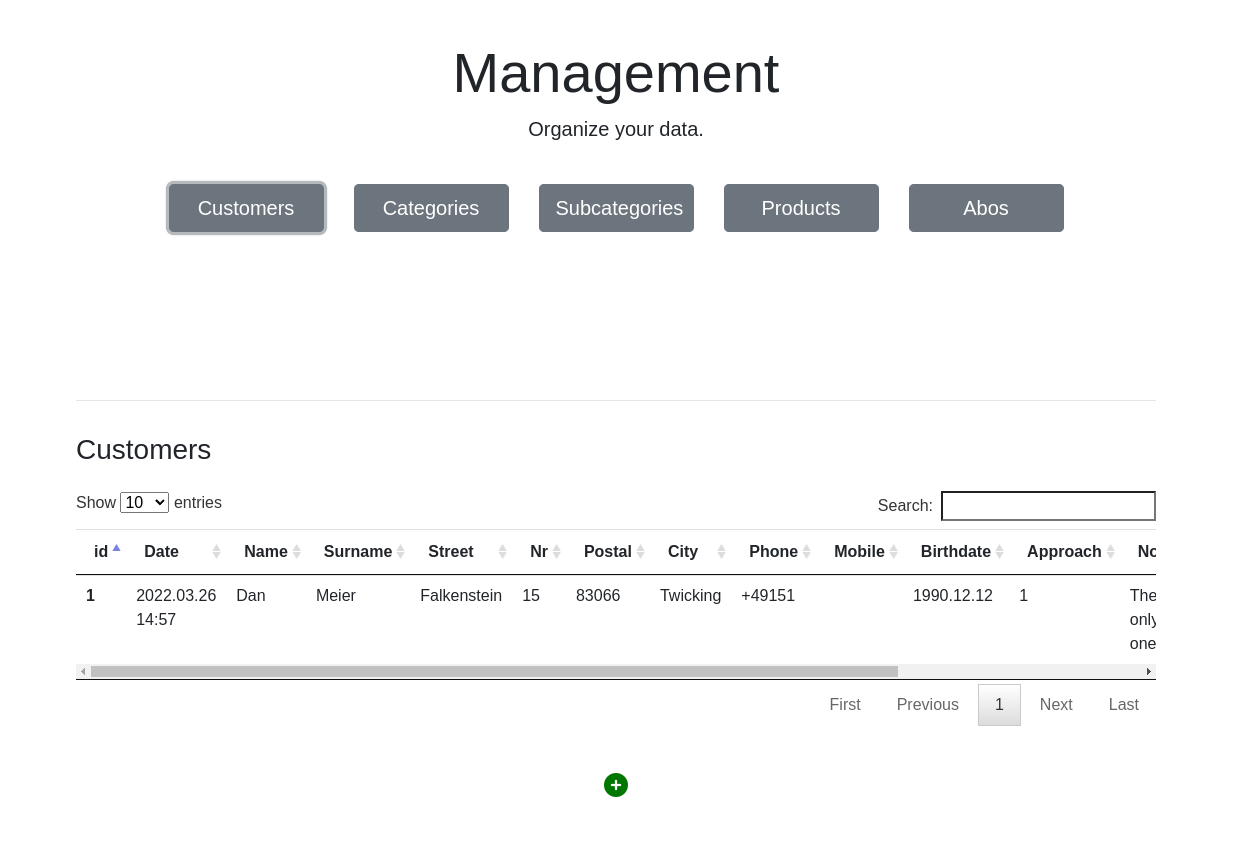 Management
Organize your data.
Customers Categories Subcategories Products Abos
Customers
Show 10 entries Search:
id Date Name Surname Street Nr Postal City Phone Mobile Birthdate Approach No
1 2022.03.26 Dan Meier Falkenstein 15 83066 Twicking +49151 1990.12.12 1 The
14:57 only
one
First Previous 1 Next Last